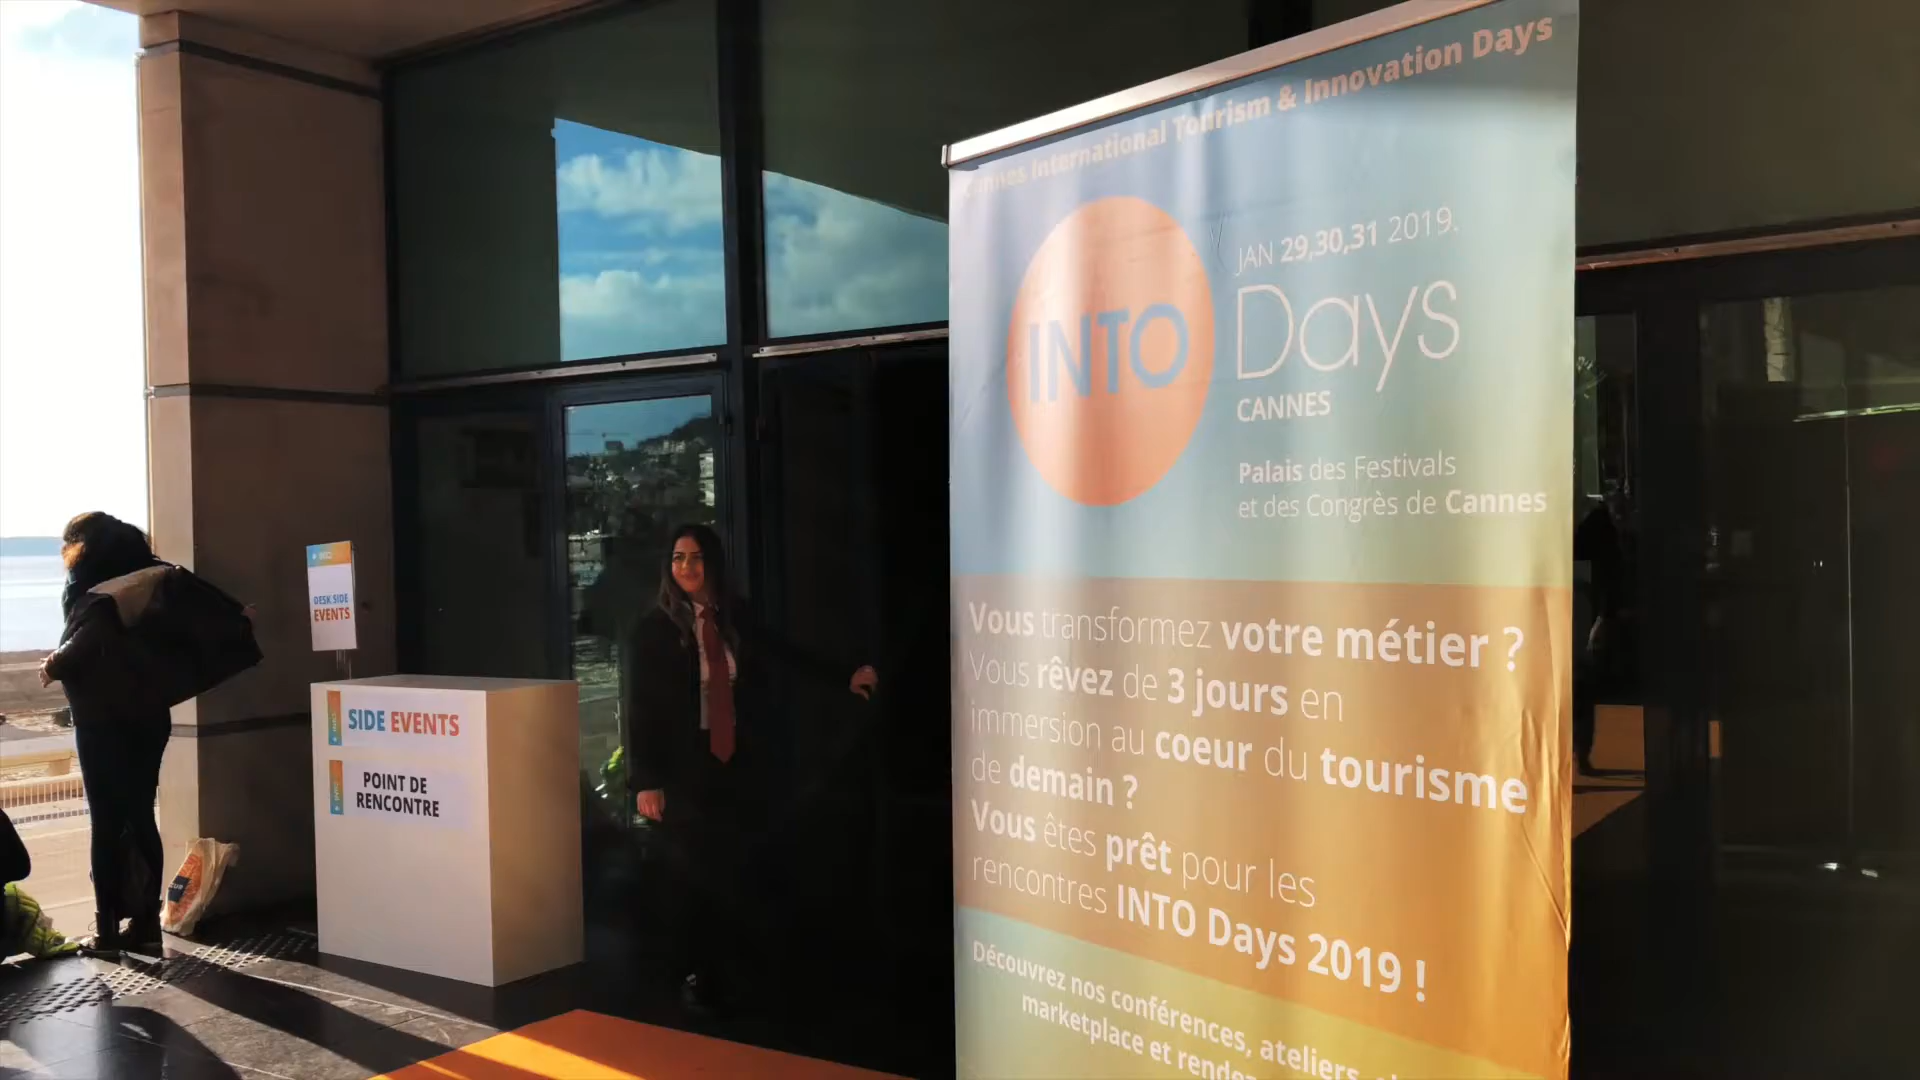 Cannes International Tourism & Innovation Days
INTO
JAN 29,30,31 2019.
Days
CANNES
Palais des Festivals
et des Congrès de Cannes
Vous transformez votre métier ?
Vous rêvez de 3 jours en
immersion au coeur du tourisme
de demain ?
Vous êtes prêt pour les
rencontres INTO Days 2019 !
Découvrez nos conférences, ateliers,
marketplace et
INTO
DESK SIDE
EVENTS
SIDE EVENTS
POINT DE
RENCONTRE